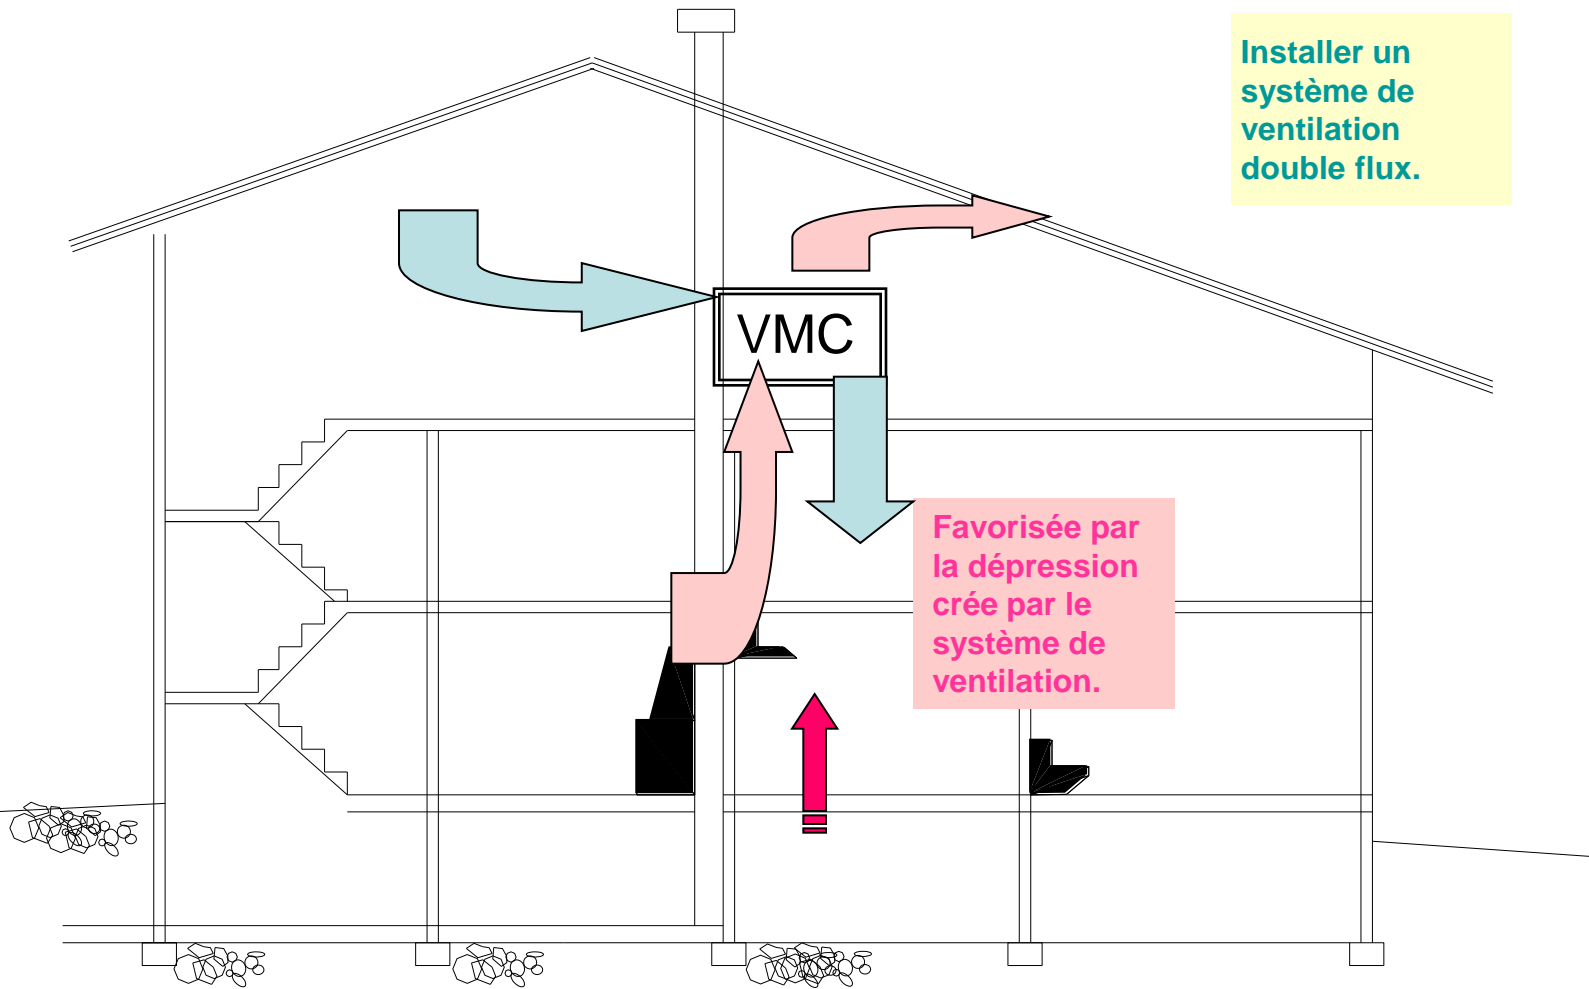 Installer un
système de
ventilation
double flux.
VMC
Favorisée par
la dépression
crée par le
système de
ventilation.